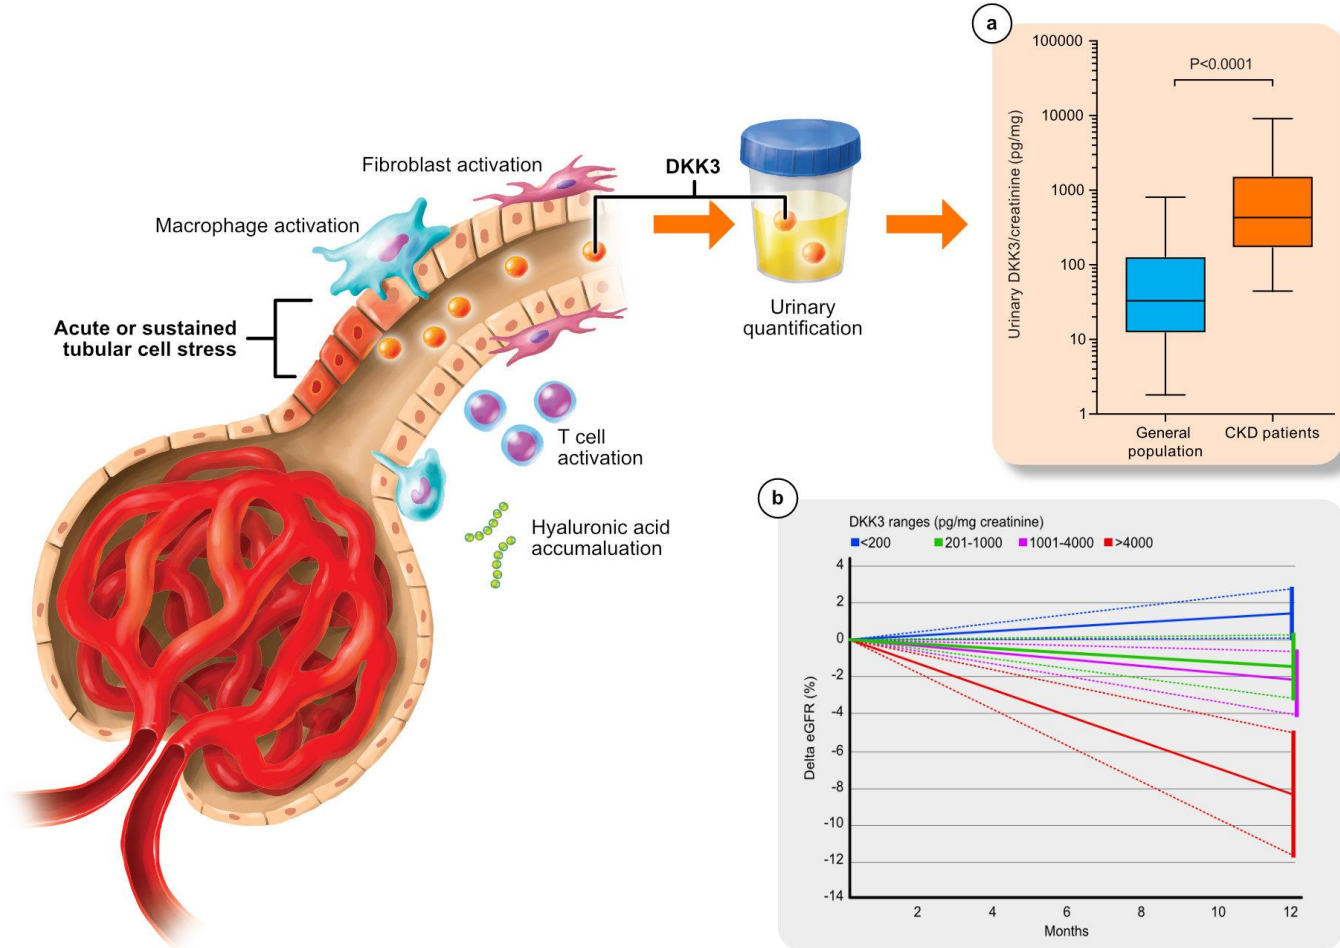 Fibroblast activation
Macrophage activation
Acute or sustained
tubular cell stress
DKK3
Urinary
quantification
T cell
activation
Hyaluronic acid
accumaluation
a
Urinary DKK3/creatinine (pg/mg)
100000
10000
1000
100
10
1
P<0.0001
General
population
CKD patients
b
DKK3 ranges (pg/mg creatinine)
<200 201-1000 1001-4000 >4000
Delta eGFR (%)
4
2
0
-2
-4
-6
-8
-10
-12
-14
2 4 6 8 10 12
Months